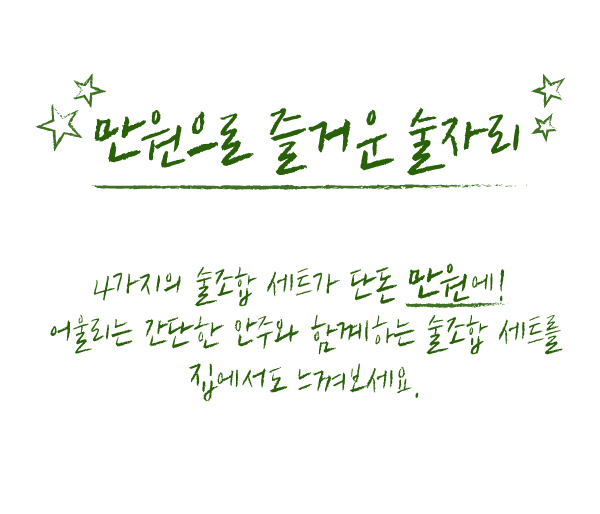 만원으로 즐거운 술자리
4가지의 술조합 세트가 단돈 만원에!
어울리는 간단한 안주와 함께하는 술조합 세트를
집에서도 느껴보세요.